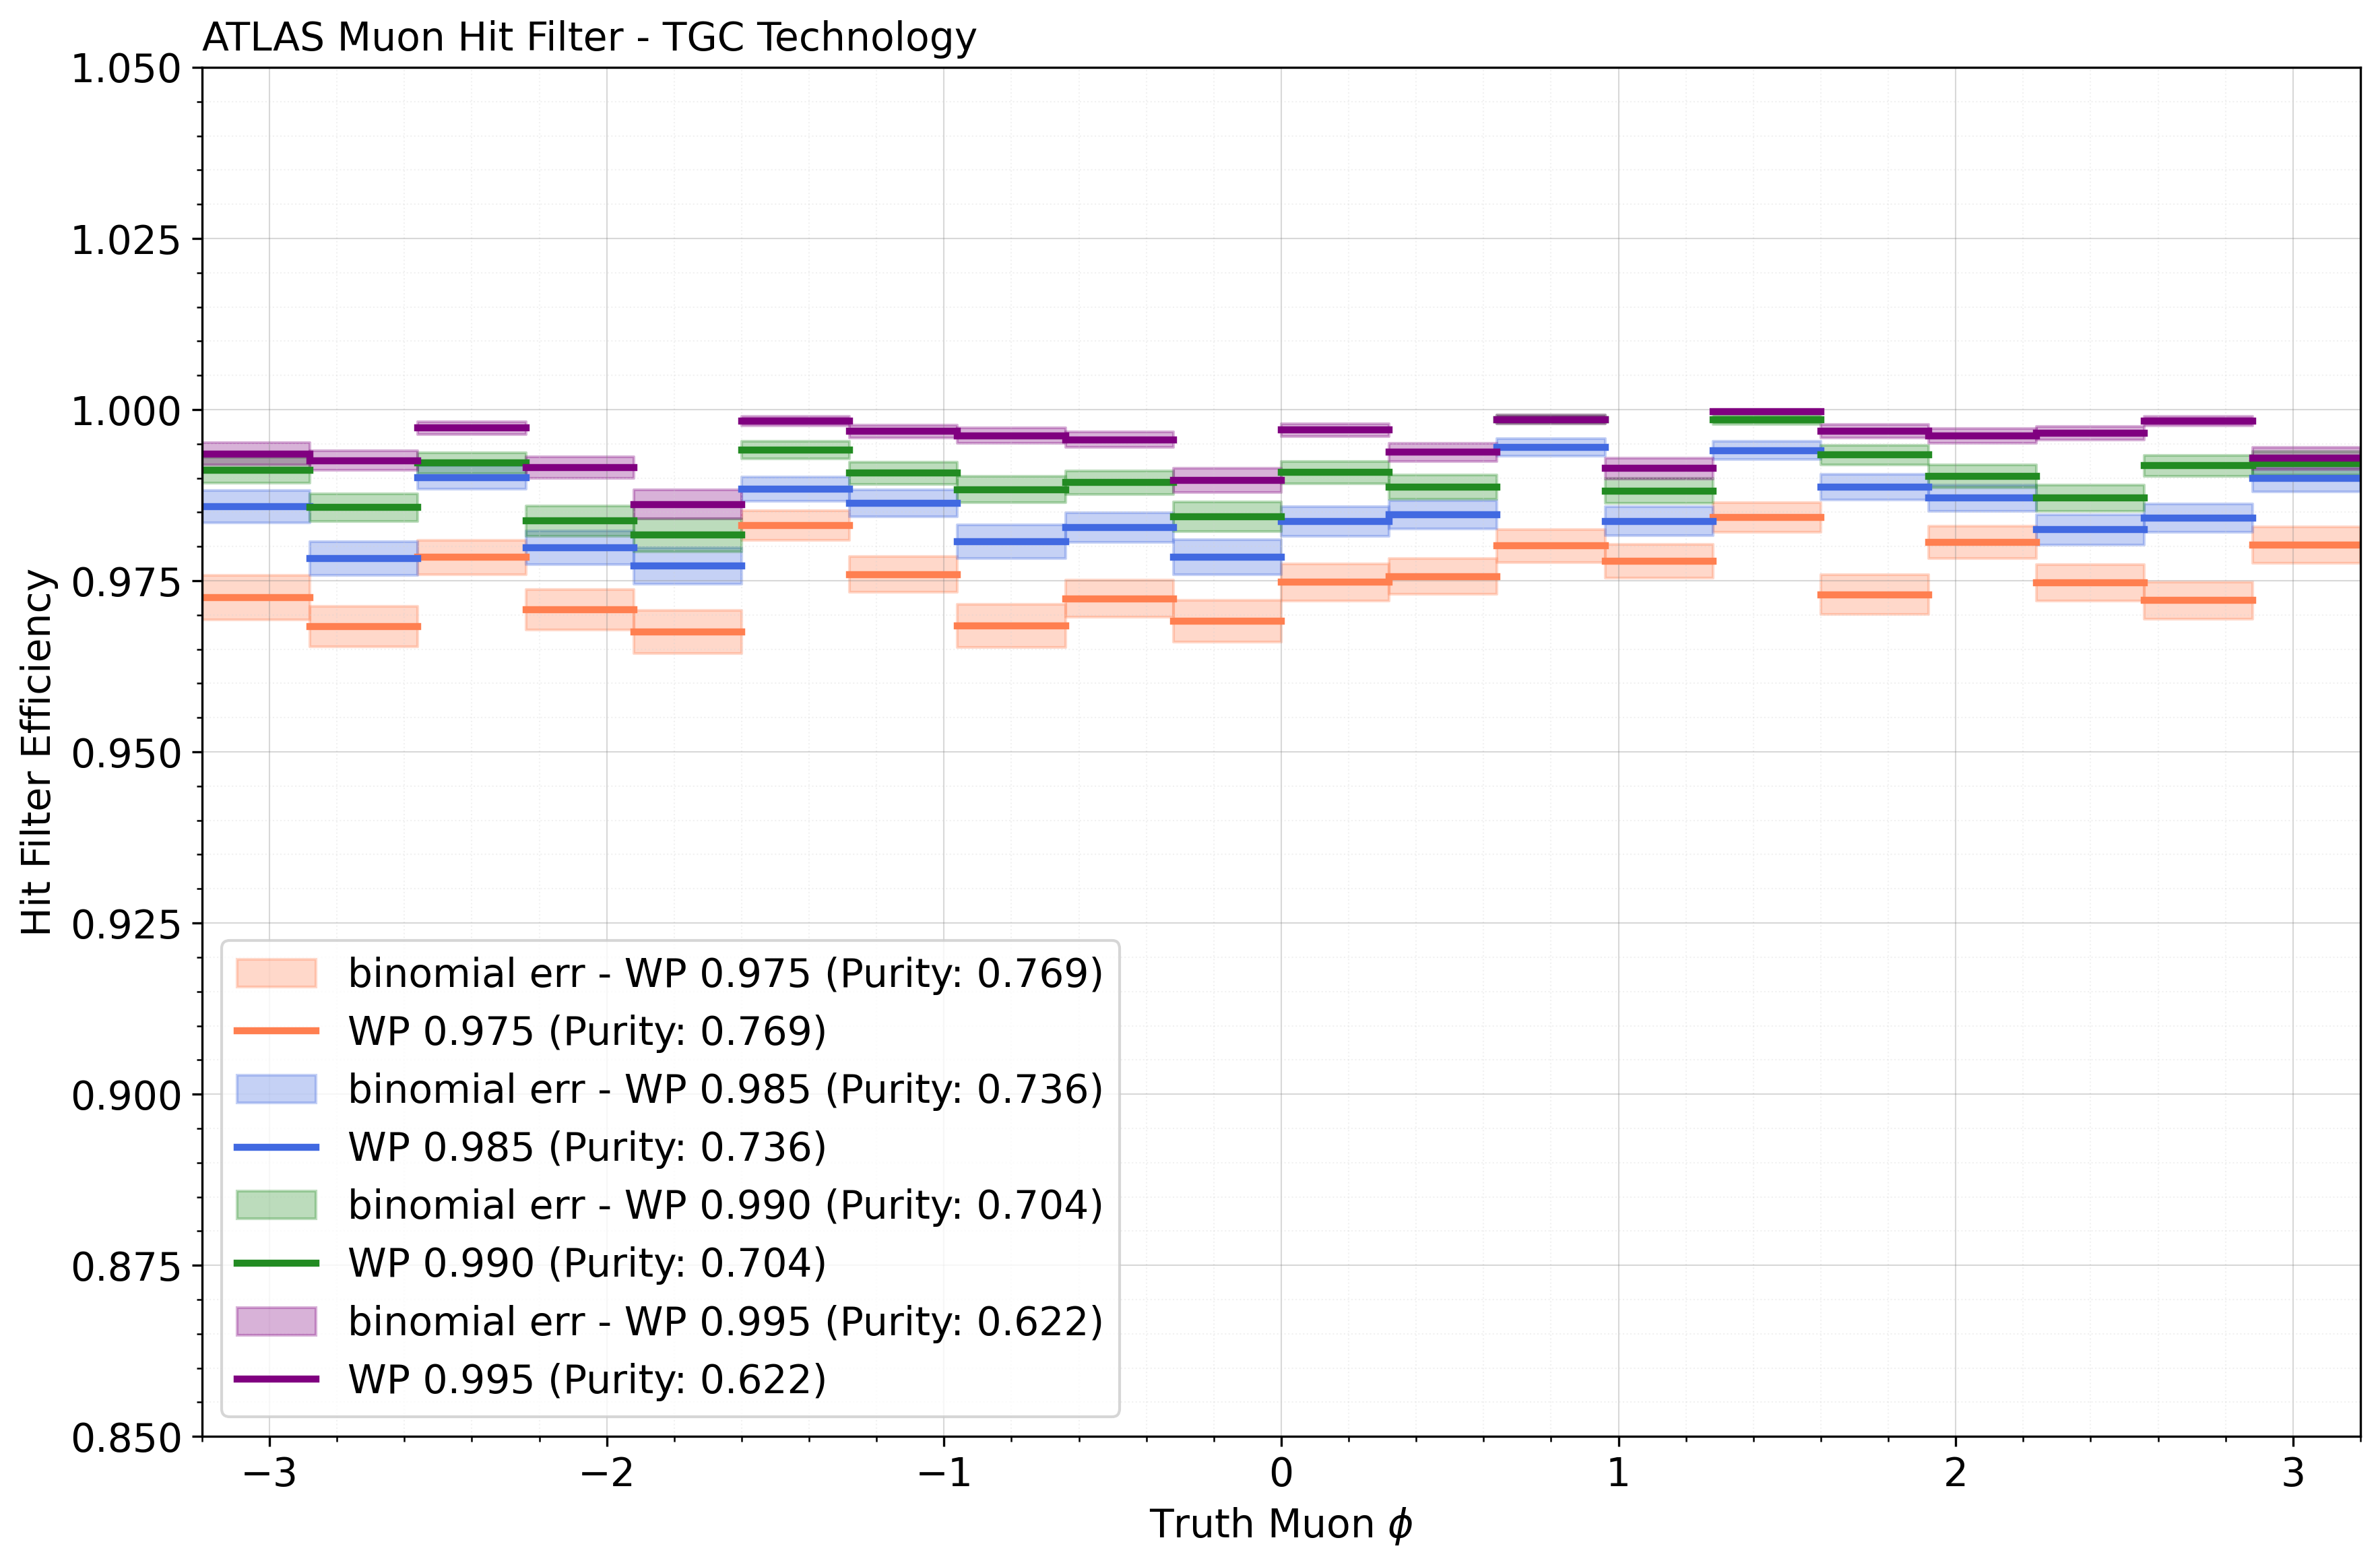 ATLAS Muon Hit Filter - TGC Technology
1.050
1.025
1.000
0.975
0.950
0.925
0.900
0.875
0.850
Hit Filter Efficiency
binomial err - WP 0.975 (Purity: 0.769)
WP 0.975 (Purity: 0.769)
binomial err - WP 0.985 (Purity: 0.736)
WP 0.985 (Purity: 0.736)
binomial err - WP 0.990 (Purity: 0.704)
WP 0.990 (Purity: 0.704)
binomial err - WP 0.995 (Purity: 0.622)
WP 0.995 (Purity: 0.622)
−3 −2 −1 0 1 2 3
Truth Muon ϕ